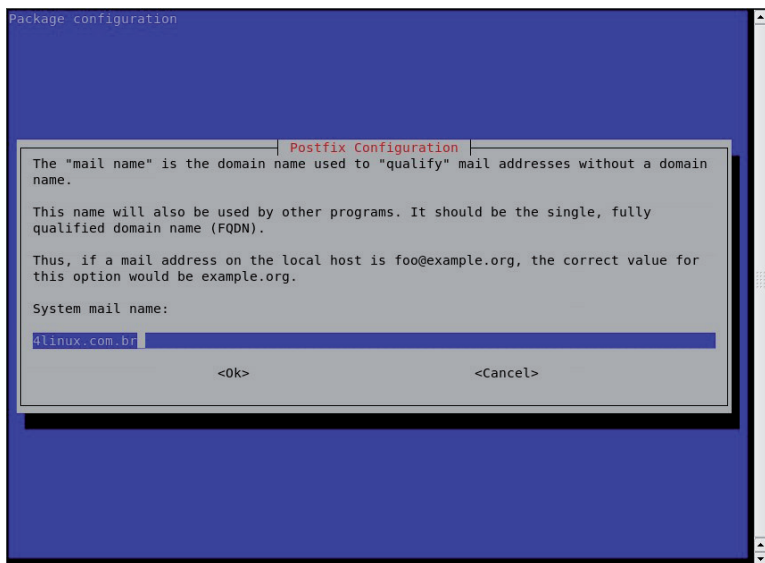 Package configuration
Postfix Configuration
The "mail name" is the domain name used to "qualify" mail addresses without a domain
name.
This name will also be used by other programs. It should be the single, fully
qualified domain name (FQDN).
Thus, if a mail address on the local host is foo@example.org, the correct value for
this option would be example.org.
System mail name:
4linux.com.br
<Ok> <Cancel>